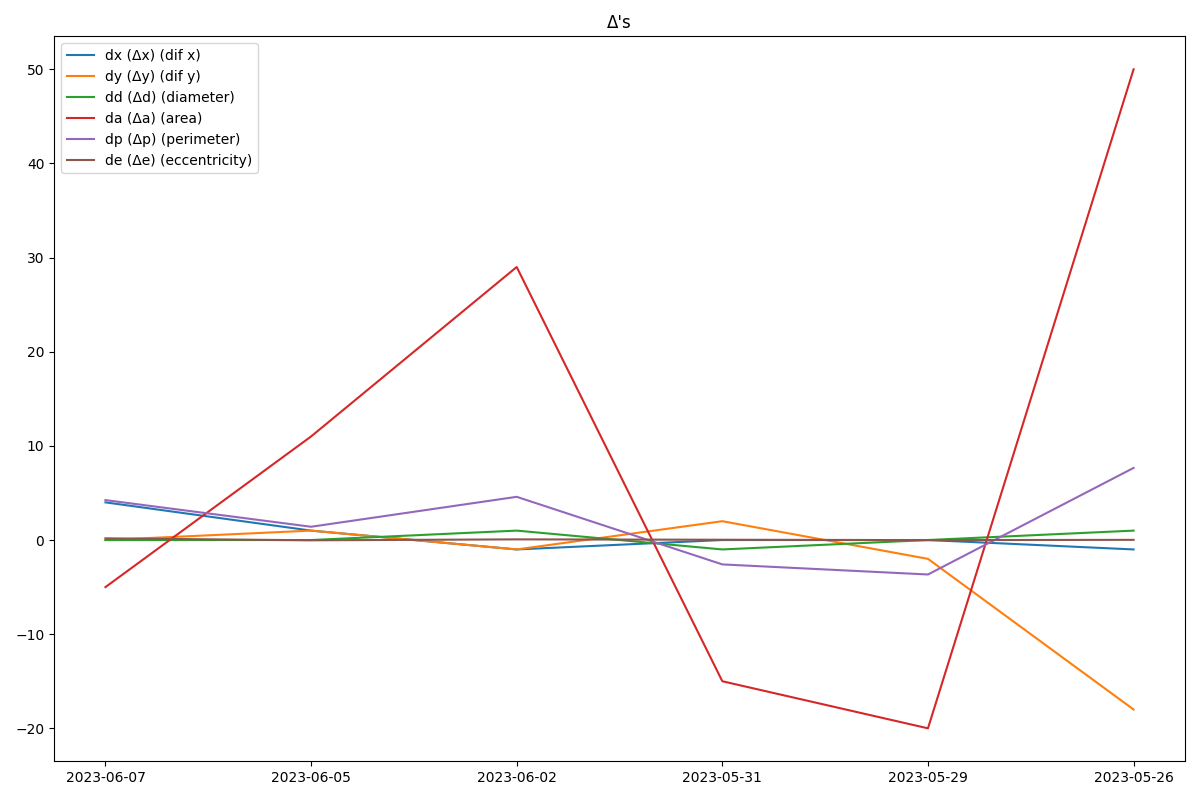 Δ's
dx (Δx) (dif x)
dy (Δy) (dif y)
dd (Δd) (diameter)
da (Δa) (area)
dp (Δp) (perimeter)
de (Δe) (eccentricity)
50
40
30
20
10
0
−10
−20
2023-06-07 2023-06-05 2023-06-02 2023-05-31 2023-05-29 2023-05-26